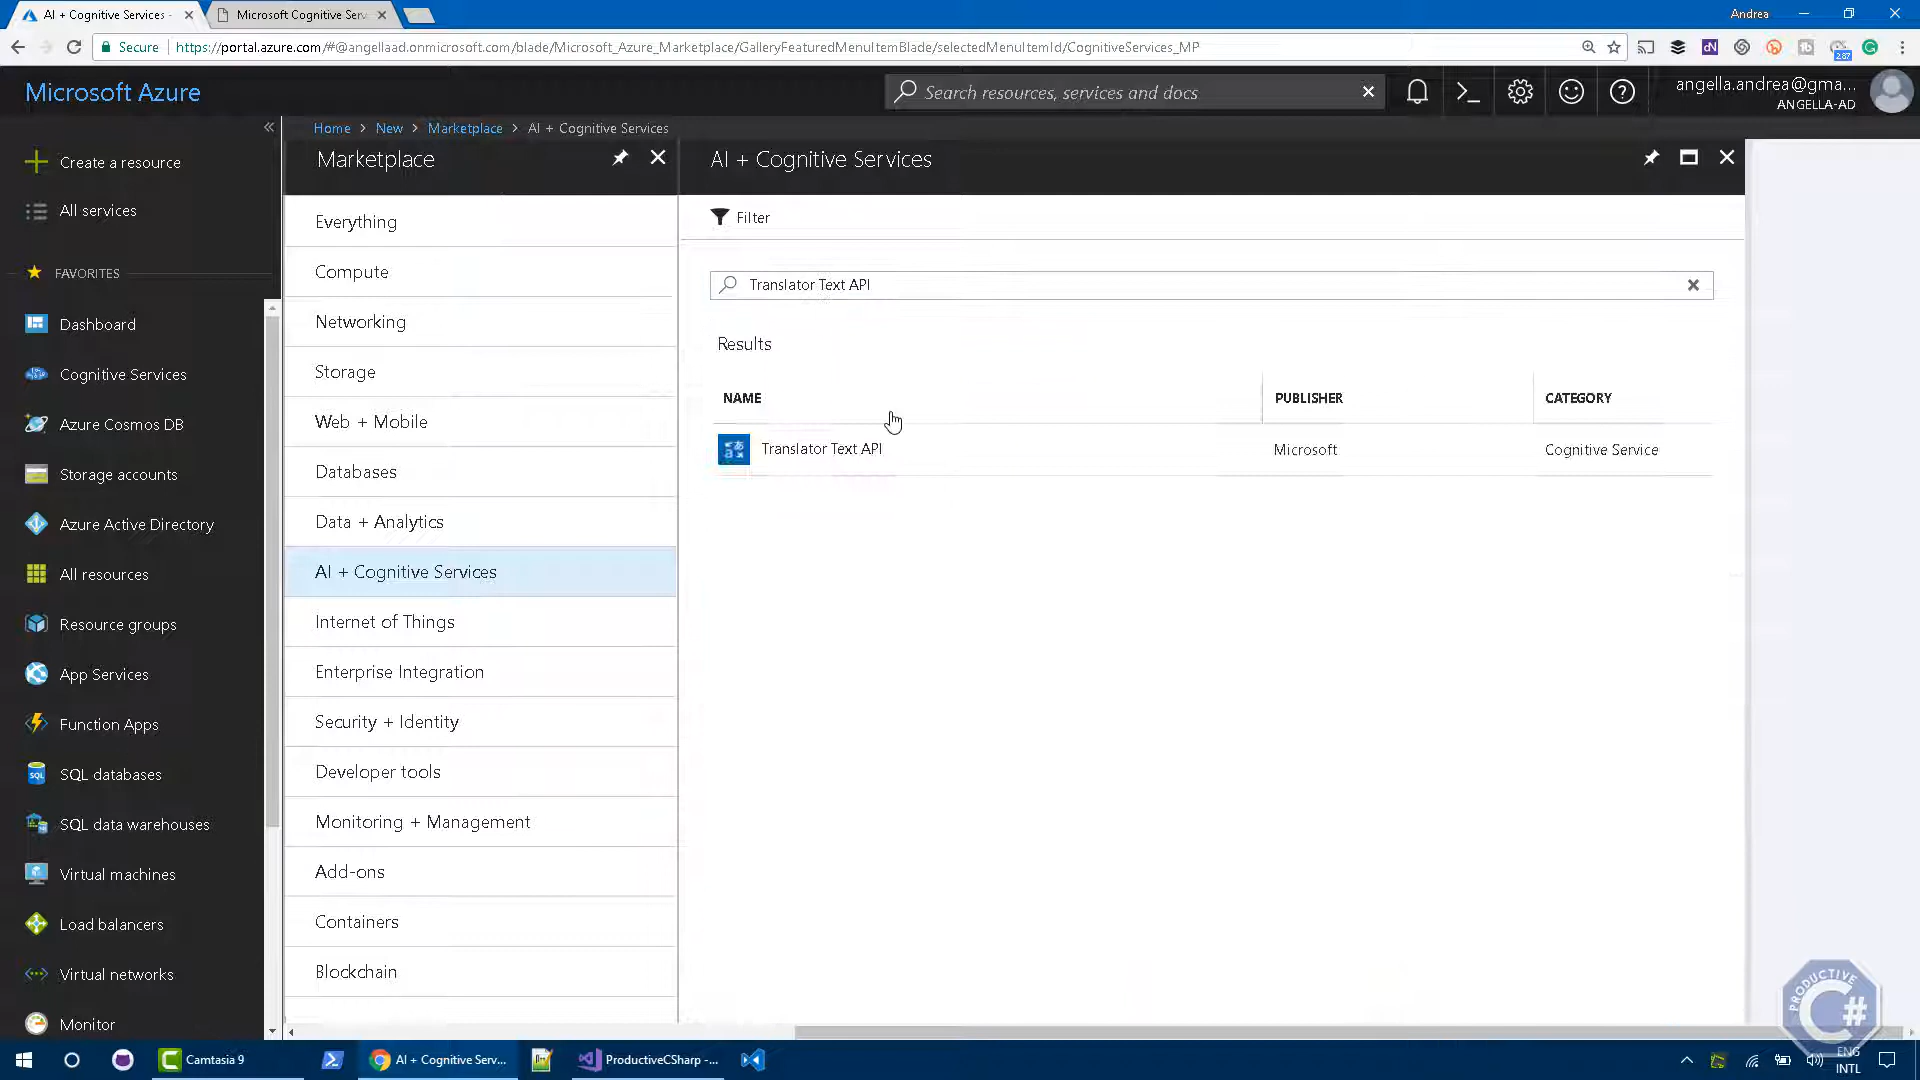 AI + Cognitive Services -
Microsoft Cognitive Serv
Andrea
Secure
https://portal.azure.com/#@angellaad.onmicrosoft.com/blade/Microsoft_Azure_Marketplace/GalleryFeaturedMenuItemBlade/selectedMenuItemId/CognitiveServices_MP
Microsoft Azure
Search resources, services and docs
angella.andrea@gma...
ANGELLA-AD
Home > New > Marketplace > AI + Cognitive Services
Create a resource
All services
FAVORITES
Dashboard
Cognitive Services
Azure Cosmos DB
Storage accounts
Azure Active Directory
All resources
Resource groups
App Services
Function Apps
SQL databases
SQL data warehouses
Virtual machines
Load balancers
Virtual networks
Monitor
Marketplace
Everything
Compute
Networking
Storage
Web + Mobile
Databases
Data + Analytics
AI + Cognitive Services
Internet of Things
Enterprise Integration
Security + Identity
Developer tools
Monitoring + Management
Add-ons
Containers
Blockchain
AI + Cognitive Services
Filter
Translator Text API
Results
NAME PUBLISHER CATEGORY
Translator Text API Microsoft Cognitive Service
PRODUCTIVE
C#
Camtasia 9
AI + Cognitive Serv...
ProductiveCSharp -...
ENG
INTL